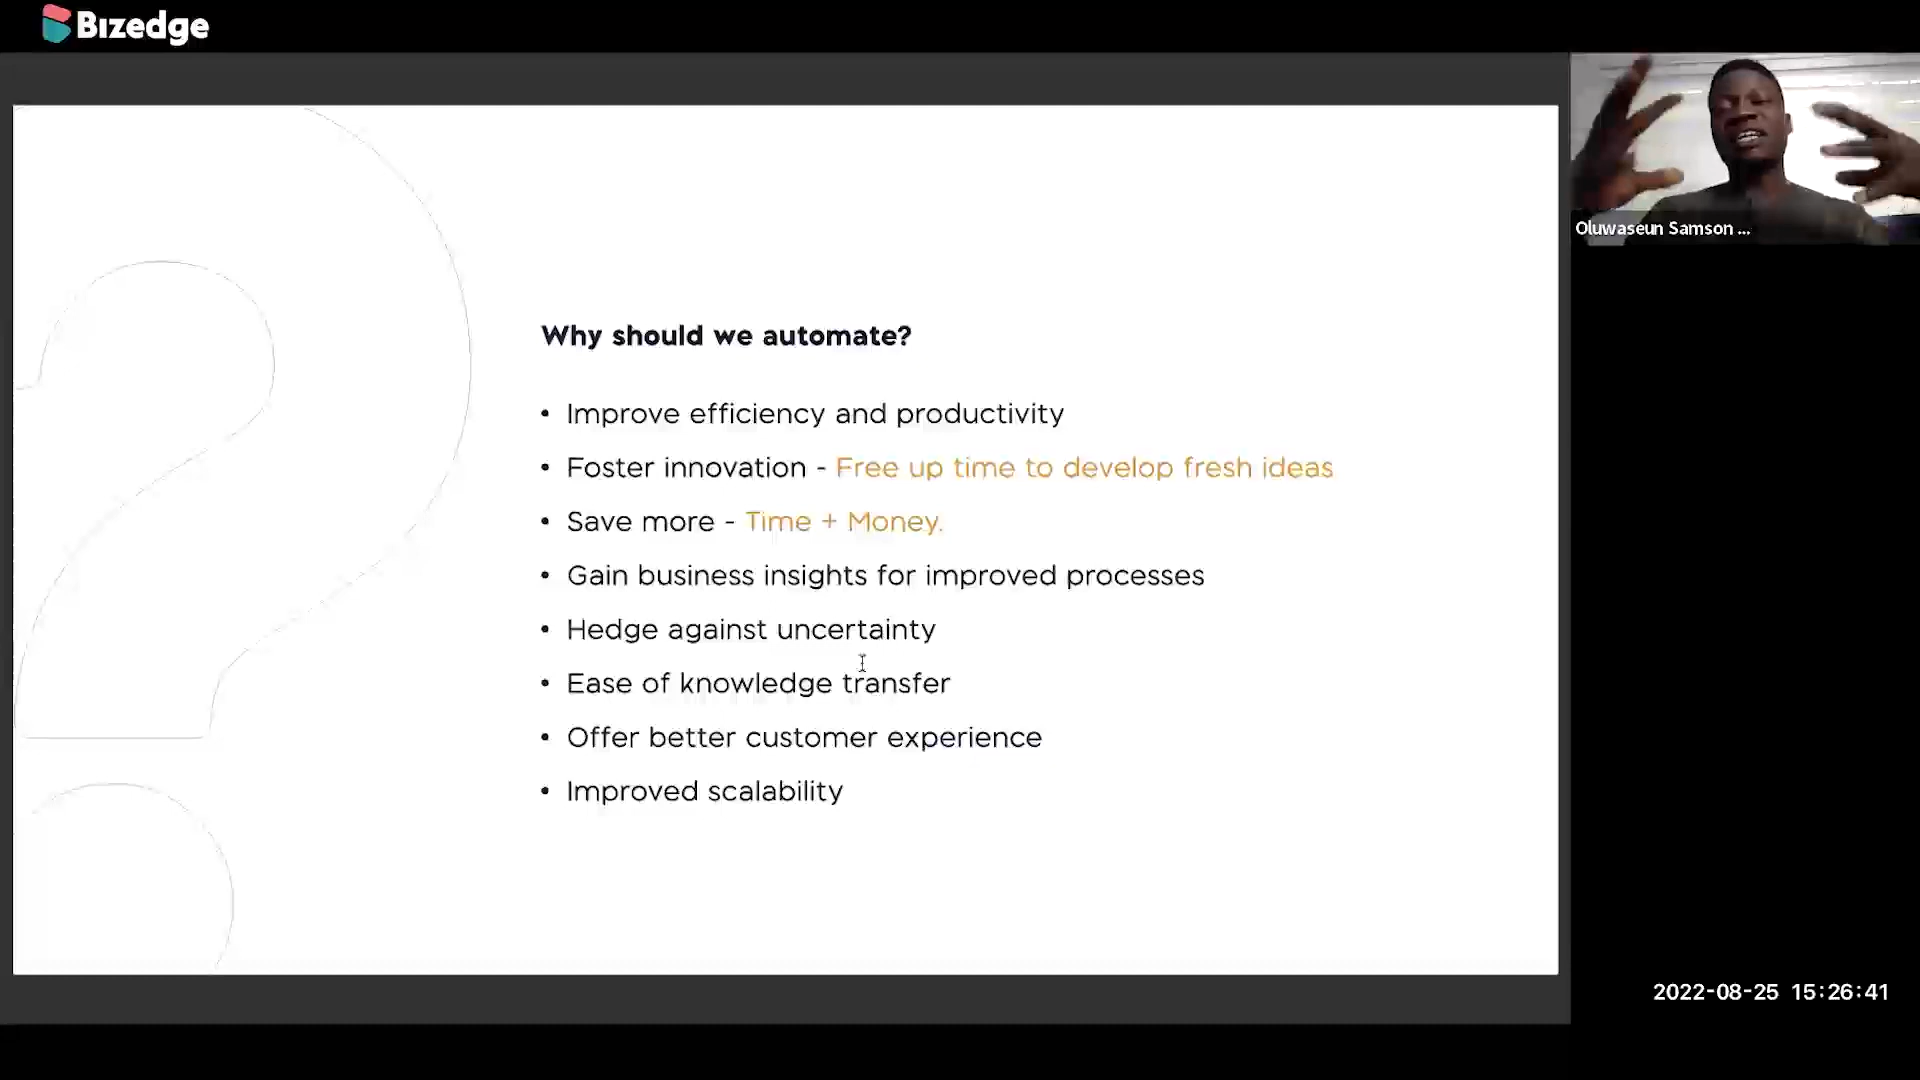 Bizedge
Oluwaseun Samson ...
Why should we automate?
• Improve efficiency and productivity
• Foster innovation - Free up time to develop fresh ideas
• Save more - Time + Money.
• Gain business insights for improved processes
• Hedge against uncertainty
• Ease of knowledge transfer
• Offer better customer experience
• Improved scalability
2022-08-25 15:26:41